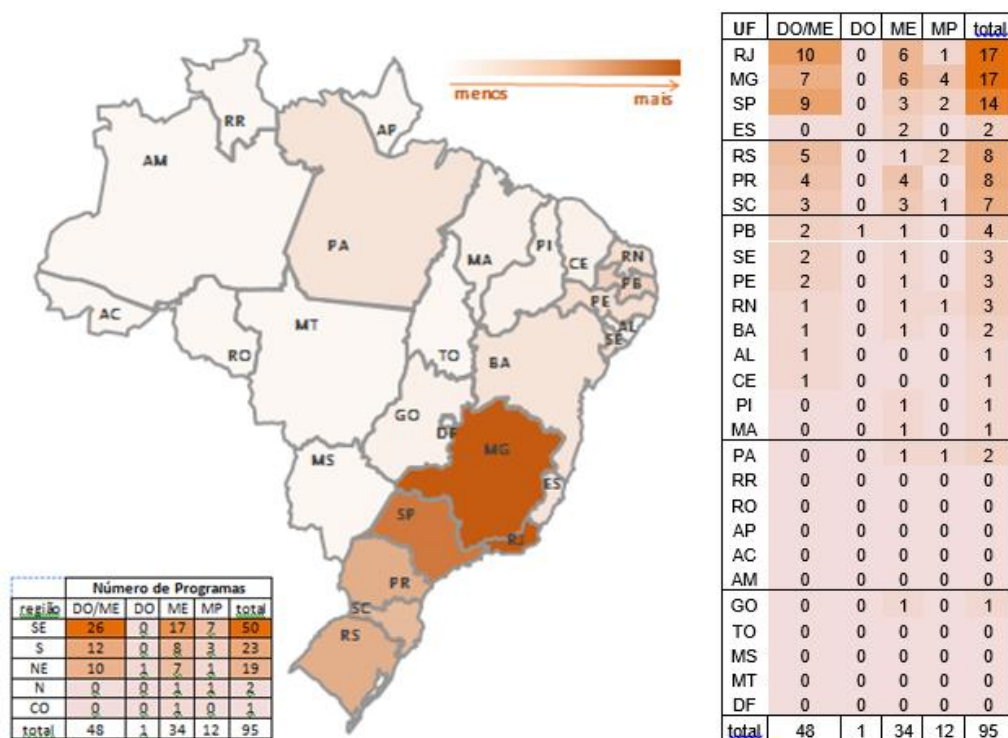 menos
mais
RR
AP
AM
PA
MA
PI
CE
RN
PB
PE
AL
SE
AC
RO
MT
TO
BA
GO
DF
MG
MS
ES
SP
RJ
PR
SC
RS
UF DO/ME DO ME MP total
RJ 10 0 6 1 17
MG 7 0 6 4 17
SP 9 0 3 2 14
ES 0 0 2 0 2
RS 5 0 1 2 8
PR 4 0 4 0 8
SC 3 0 3 1 7
PB 2 1 1 0 4
SE 2 0 1 0 3
PE 2 0 1 0 3
RN 1 0 1 1 3
BA 1 0 1 0 2
AL 1 0 0 0 1
CE 1 0 0 0 1
PI 0 0 1 0 1
MA 0 0 1 0 1
PA 0 0 1 1 2
RR 0 0 0 0 0
RO 0 0 0 0 0
AP 0 0 0 0 0
AC 0 0 0 0 0
AM 0 0 0 0 0
GO 0 0 1 0 1
TO 0 0 0 0 0
MS 0 0 0 0 0
MT 0 0 0 0 0
DF 0 0 0 0 0
total 48 1 34 12 95
Número de Programas
região DO/ME DO ME MP total
SE 26 0 17 7 50
S 12 0 8 3 23
NE 10 1 7 1 19
N 0 0 1 1 2
CO 0 0 1 0 1
total 48 1 34 12 95